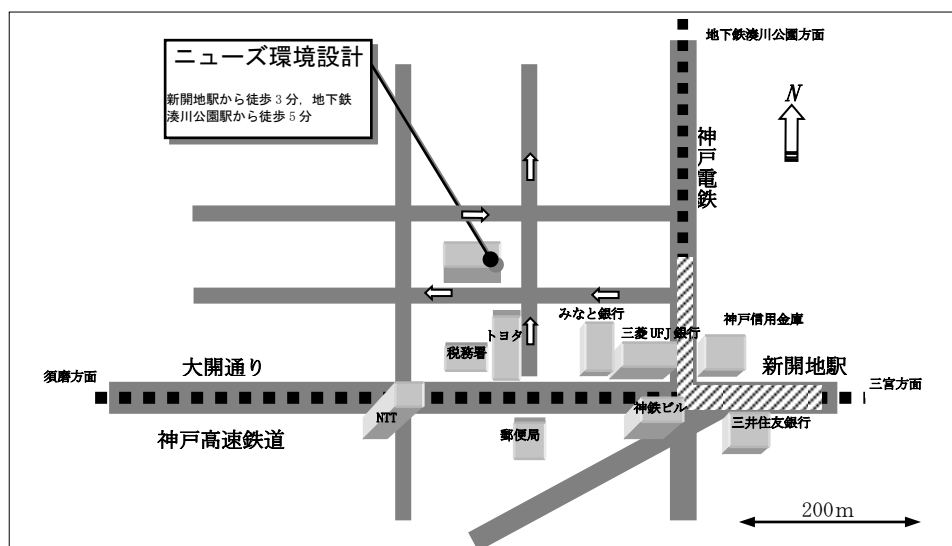 地下鉄湊川公園方面
ニューズ環境設計
新開地駅から徒歩3分，地下鉄
湊川公園駅から徒歩5分
N
神戸電鉄
みなと銀行
神戸信用金庫
トヨタ
三菱UFJ銀行
税務署
大開通り
新開地駅
須磨方面
三宮方面
神鉄ビル
NTT
三井住友銀行
郵便局
神戸高速鉄道
200m